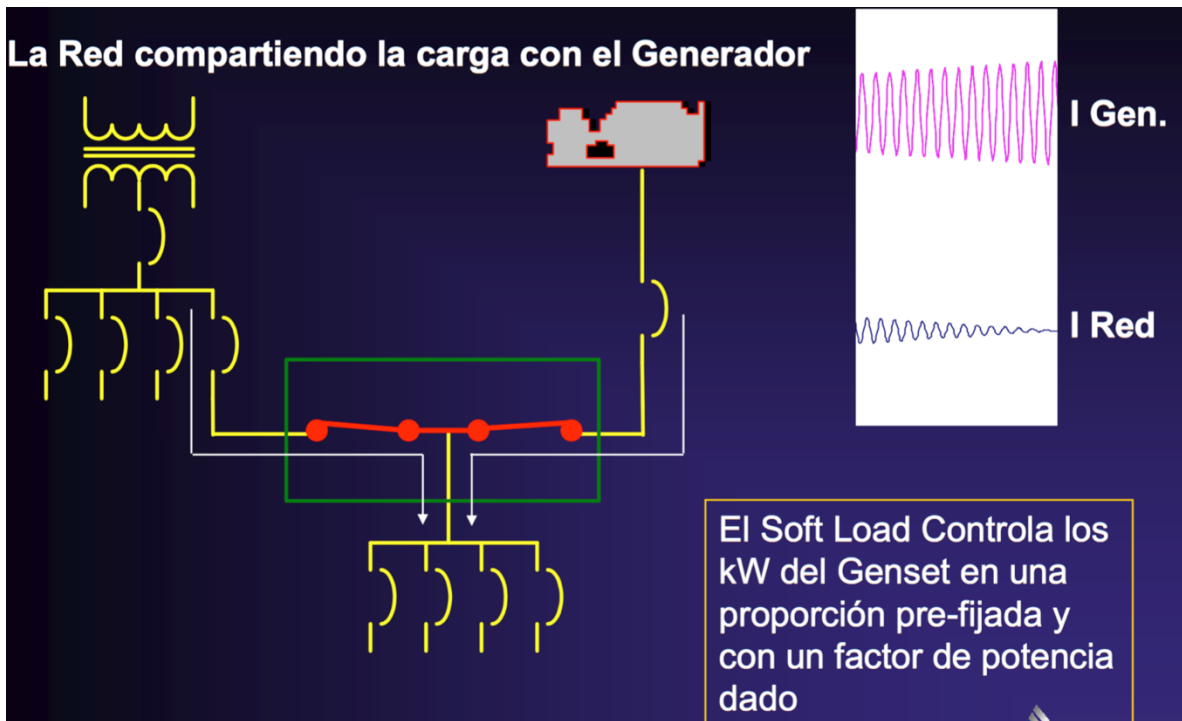 La Red compartiendo la carga con el Generador
I Gen.
I Red
El Soft Load Controla los
kW del Genset en una
proporción pre-fijada y
con un factor de potencia
dado